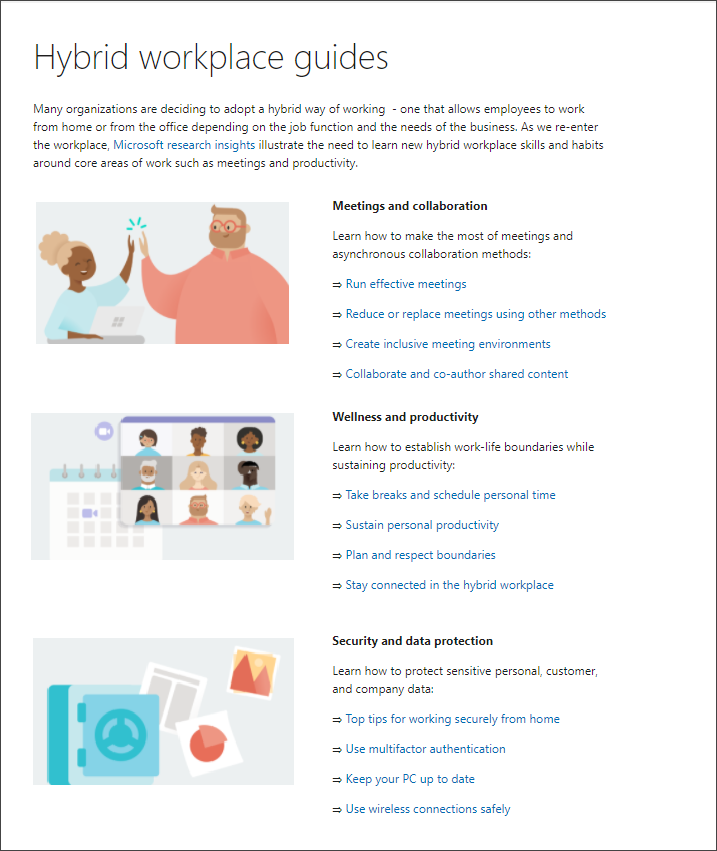 Hybrid workplace guides
Many organizations are deciding to adopt a hybrid way of working  - one that allows employees to work
from home or from the office depending on the job function and the needs of the business. As we re-enter
the workplace, Microsoft research insights illustrate the need to learn new hybrid workplace skills and habits
around core areas of work such as meetings and productivity.
Meetings and collaboration
Learn how to make the most of meetings and
asynchronous collaboration methods:
⇒ Run effective meetings
⇒ Reduce or replace meetings using other methods
⇒ Create inclusive meeting environments
⇒ Collaborate and co-author shared content
Wellness and productivity
Learn how to establish work-life boundaries while
sustaining productivity:
⇒ Take breaks and schedule personal time
⇒ Sustain personal productivity
⇒ Plan and respect boundaries
⇒ Stay connected in the hybrid workplace
Security and data protection
Learn how to protect sensitive personal, customer,
and company data:
⇒ Top tips for working securely from home
⇒ Use multifactor authentication
⇒ Keep your PC up to date
⇒ Use wireless connections safely